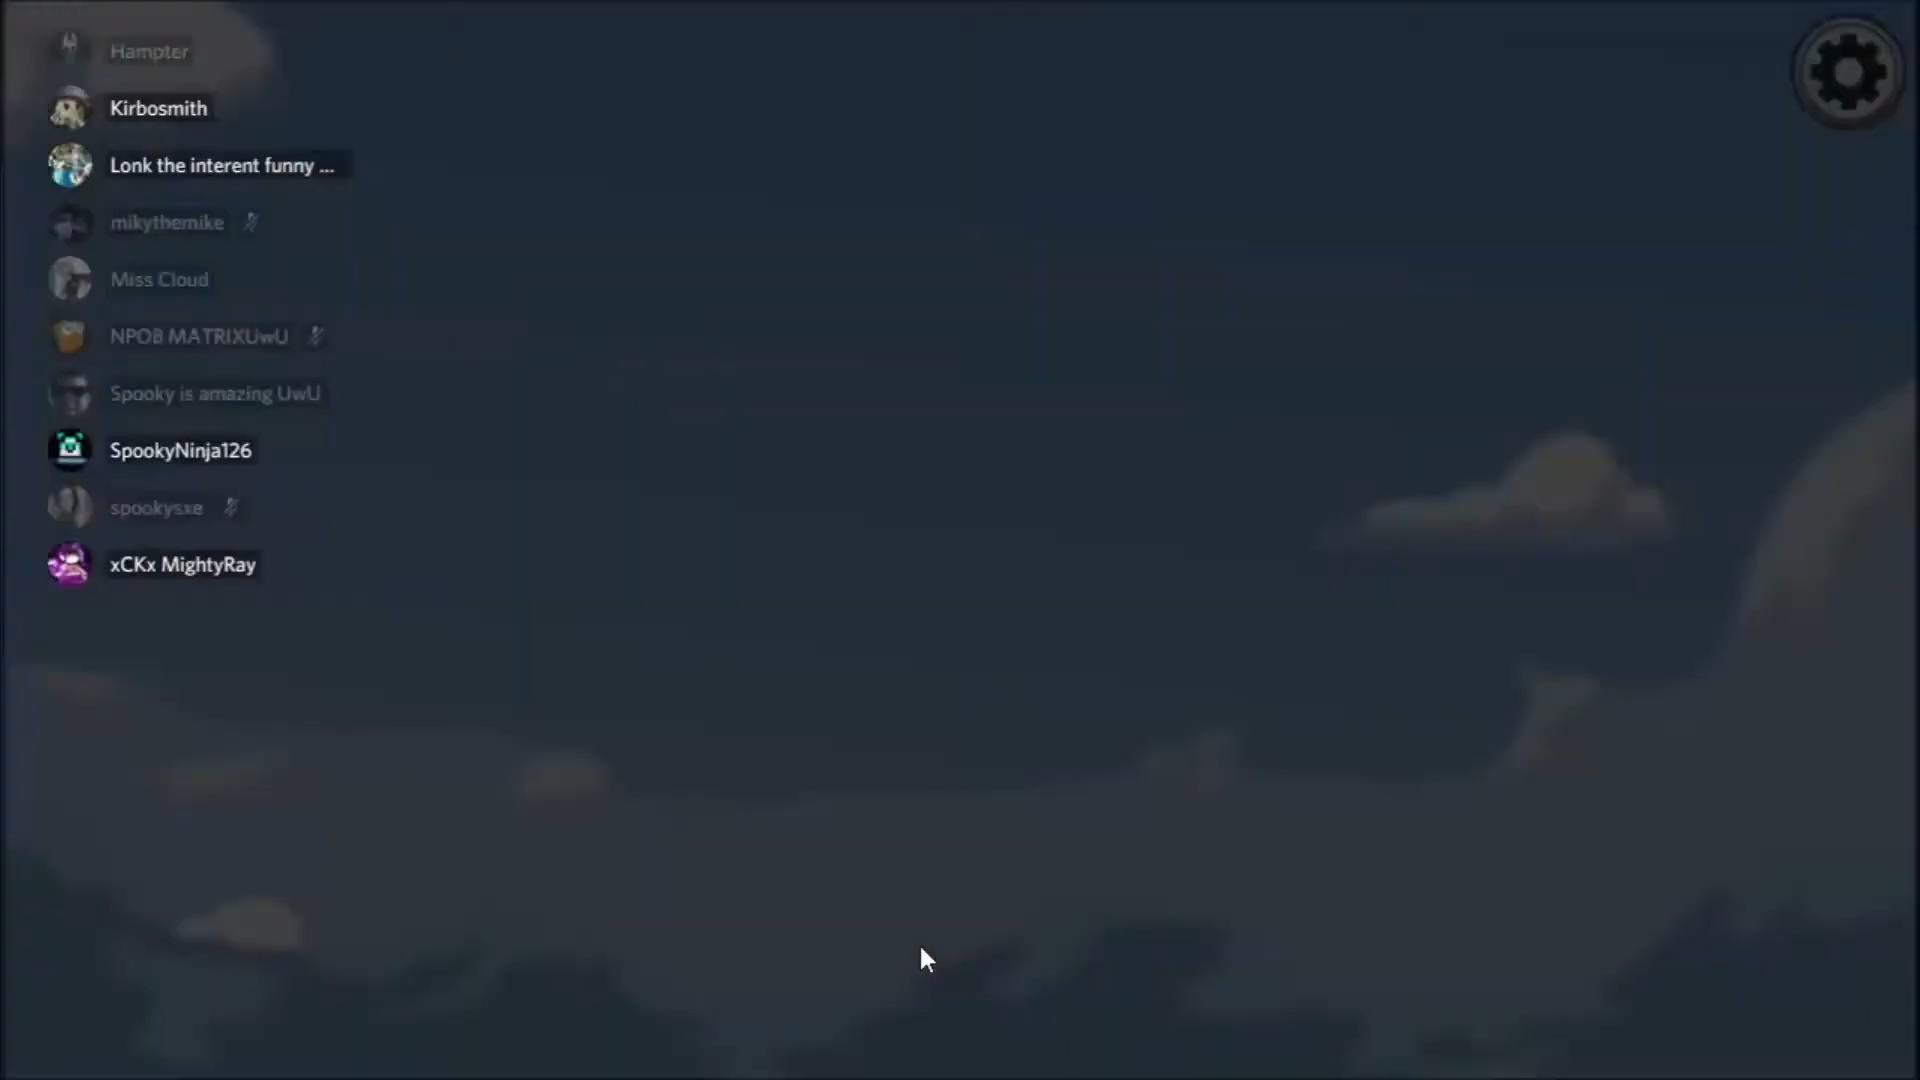 Hampter
Kirbosmith
Lonk the interent funny ...
mikythemike
Miss Cloud
NPOB MATRIXUwU
Spooky is amazing UwU
SpookyNinja126
spookysxe
xCKx MightyRay